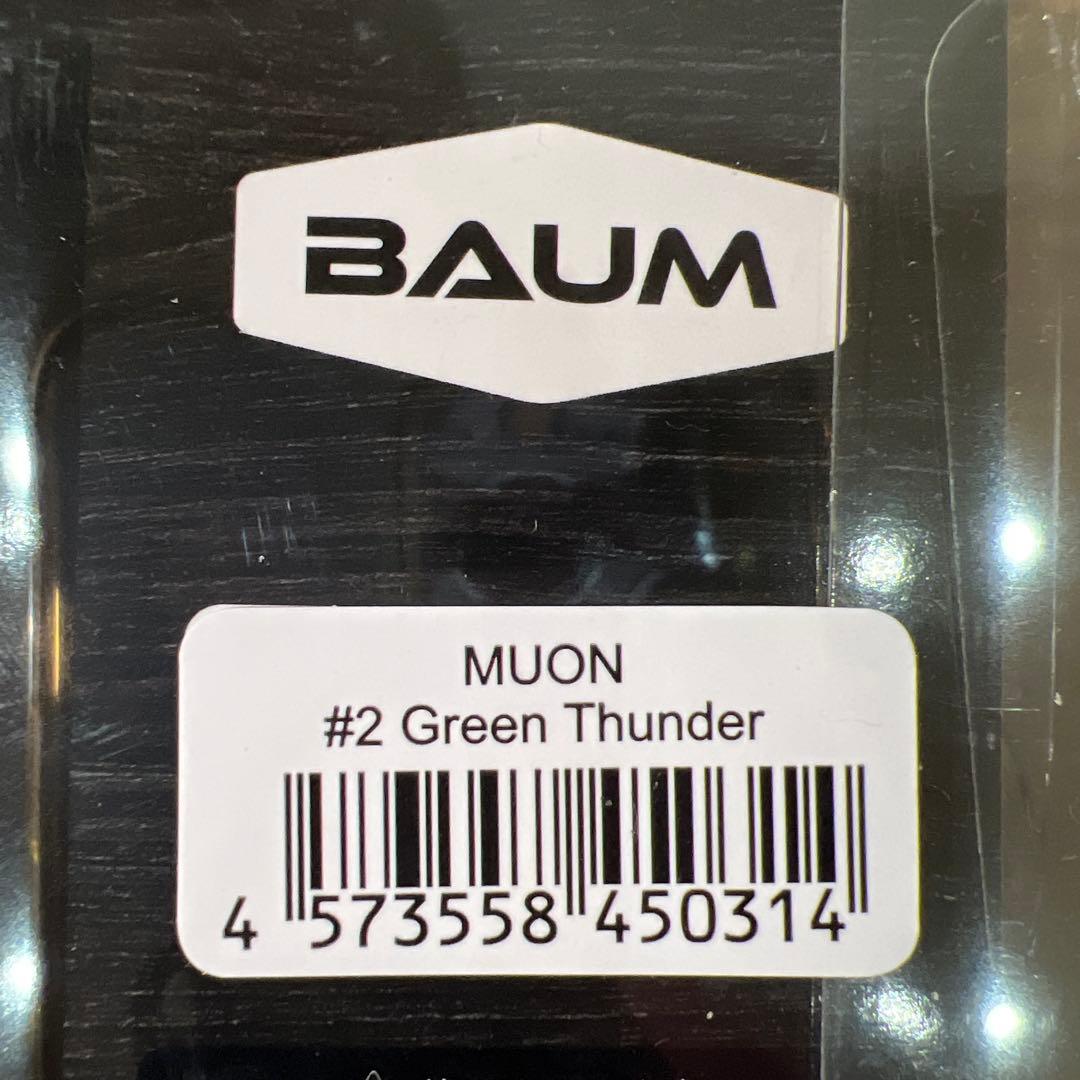 BAUM
MUON
#2 Green Thunder
4 573558 450314